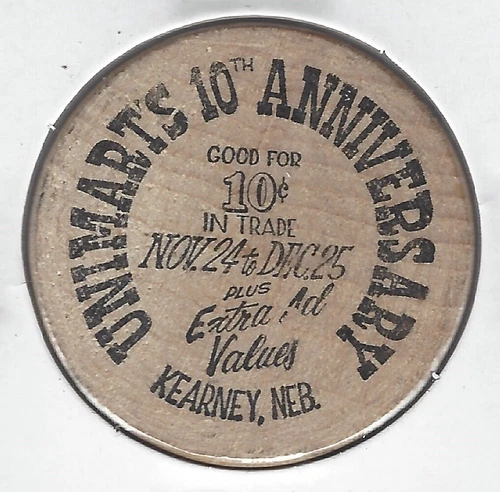 UNIMART'S 10TH ANNIVERSARY
GOOD FOR
10¢
IN TRADE
NOV. 24 to DEC. 25
PLUS
Extra Ad
Values
KEARNEY, NEB.